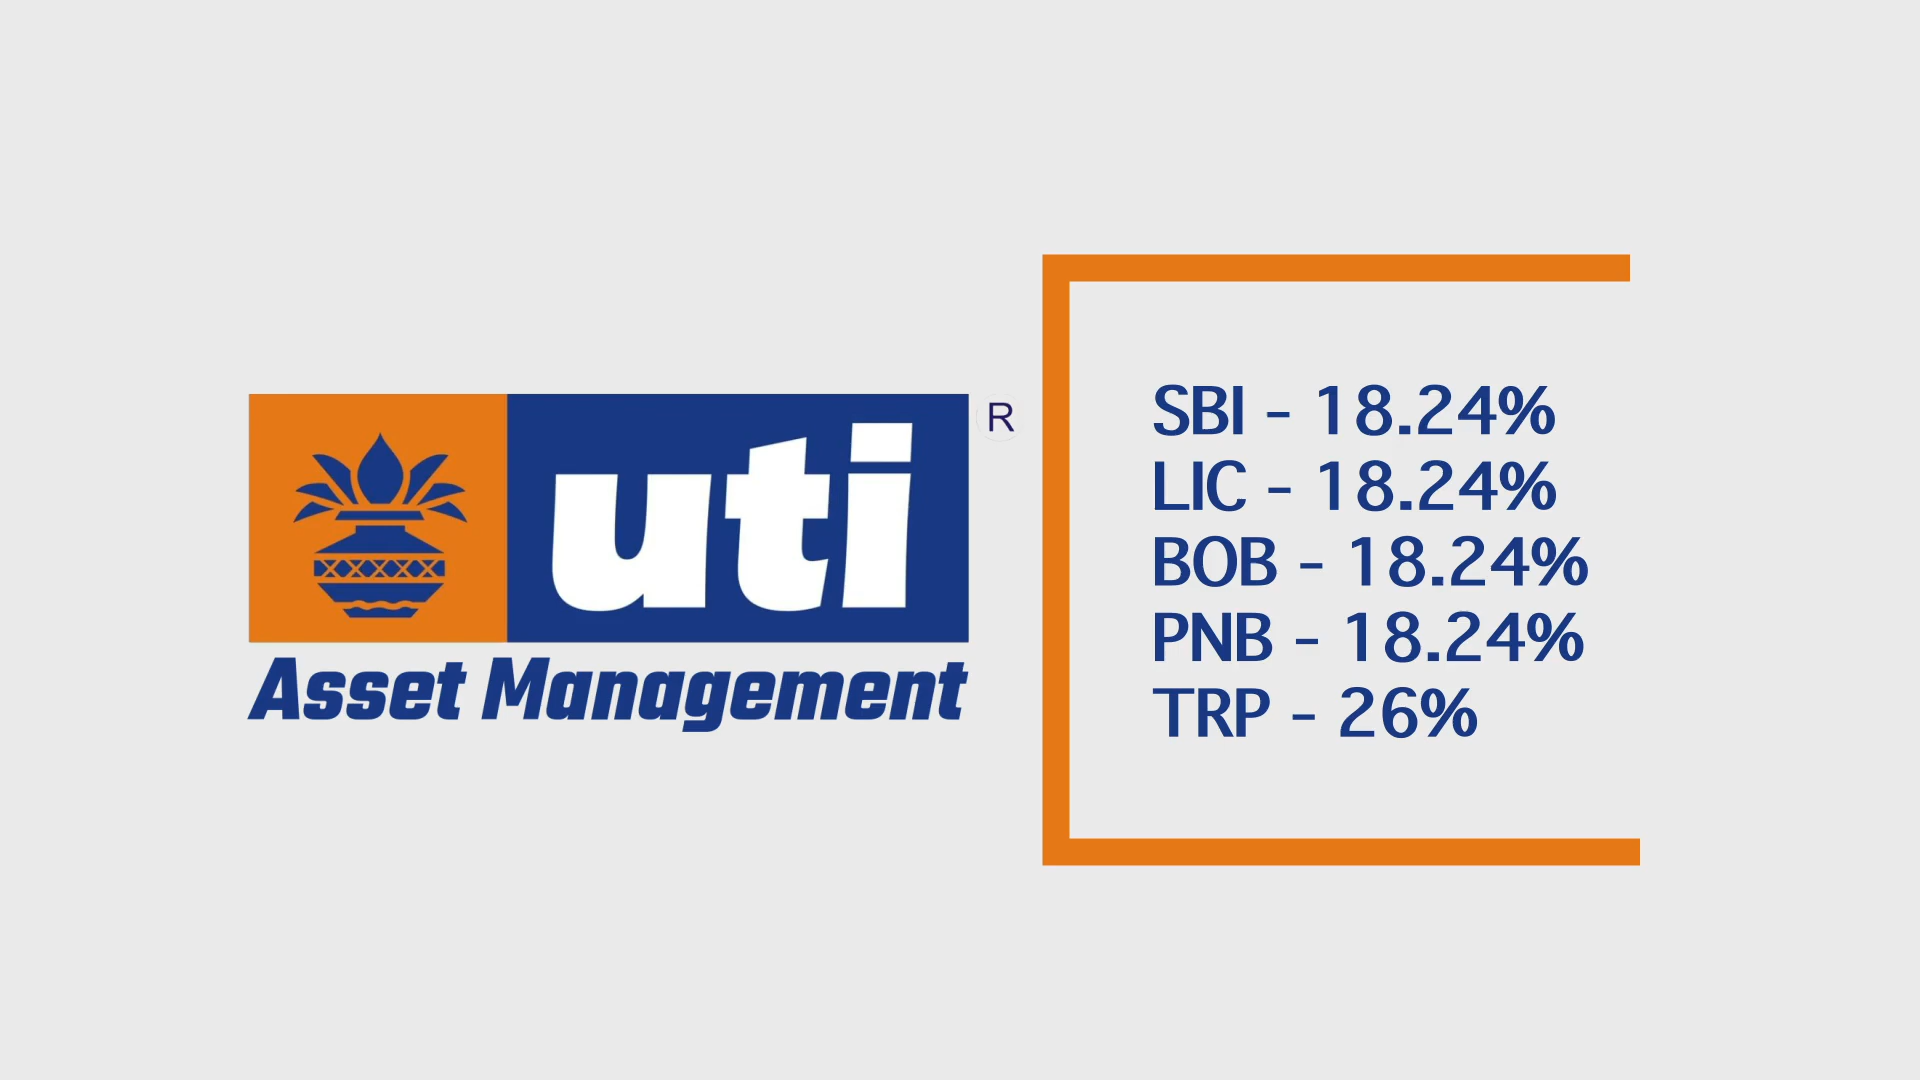 uti
R
Asset Management
SBI - 18.24%
LIC - 18.24%
BOB - 18.24%
PNB - 18.24%
TRP - 26%